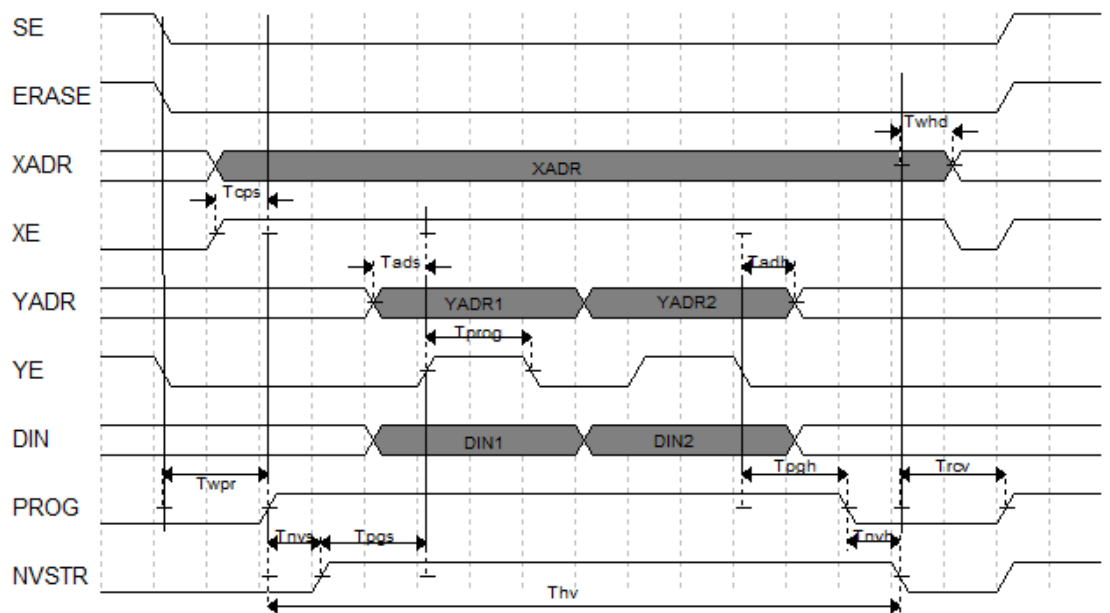 SE
ERASE
Twhd
XADR
XADR
Tcps
XE
Tads
Tadh
YADR
YADR1
YADR2
Tprog
YE
DIN
DIN1
DIN2
Tpgh
Trcv
Twpr
PROG
Tnvs
Tpgs
Tnvh
NVSTR
Thv